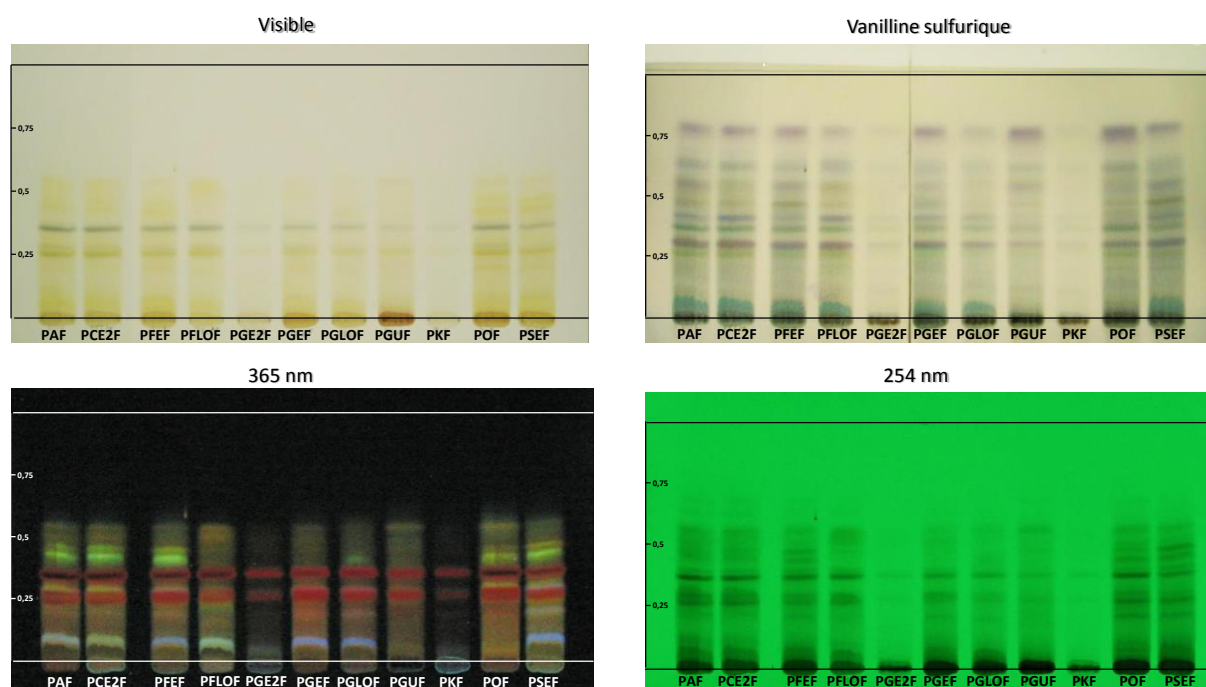 Visible
0,75
0,5
0,25
PAF PCE2F PFEF PFLOF PGE2F PGEF PGLOF PGUF PKF POF PSEF
Vanilline sulfurique
0,75
0,5
0,25
PAF PCE2F PFEF PFLOF PGE2F PGEF PGLOF PGUF PKF POF PSEF
365 nm
0,75
0,5
0,25
PAF PCE2F PFEF PFLOF PGE2F PGEF PGLOF PGUF PKF POF PSEF
254 nm
0,75
0,5
0,25
PAF PCE2F PFEF PFLOF PGE2F PGEF PGLOF PGUF PKF POF PSEF